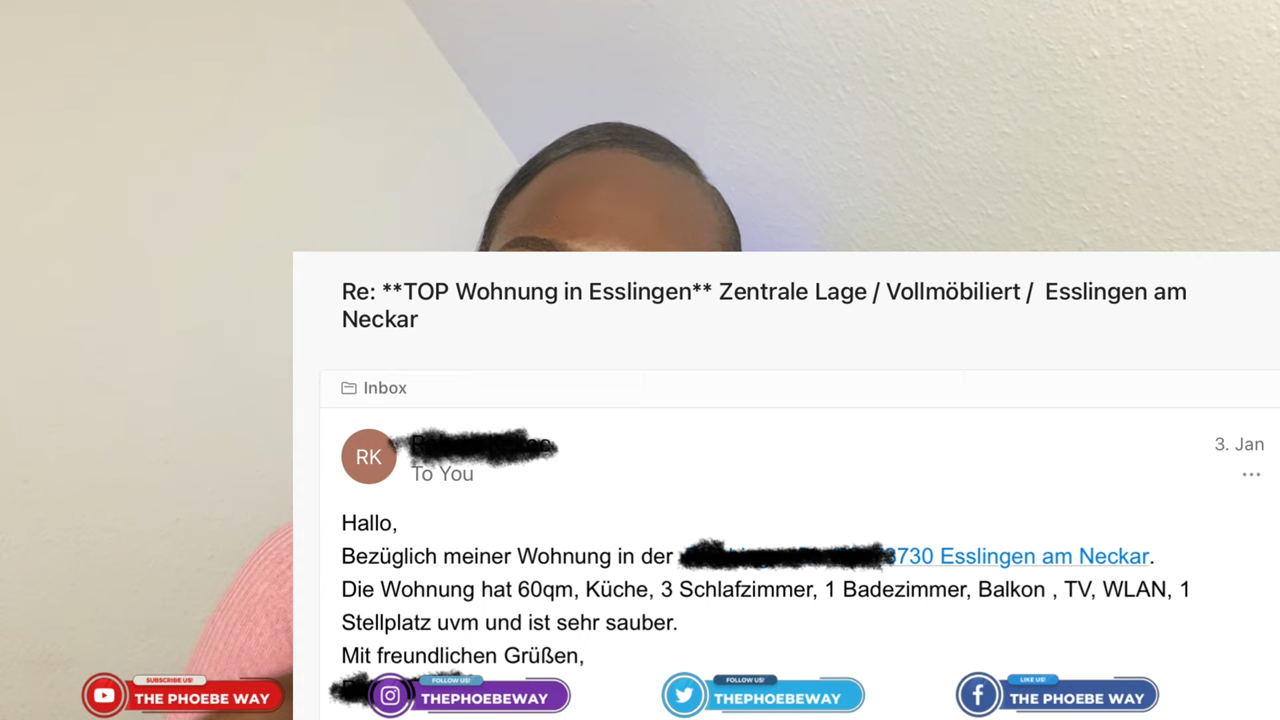 Re: **TOP Wohnung in Esslingen** Zentrale Lage / Vollmöbiliert / Esslingen am
Neckar
Inbox
RK
To You
3. Jan
Hallo,
Bezüglich meiner Wohnung in der 3730 Esslingen am Neckar.
Die Wohnung hat 60qm, Küche, 3 Schlafzimmer, 1 Badezimmer, Balkon , TV, WLAN, 1
Stellplatz uvm und ist sehr sauber.
Mit freundlichen Grüßen,
SUBSCRIBE US!
THE PHOEBE WAY
FOLLOW US!
THEPHOEBEWAY
FOLLOW US!
THEPHOEBEWAY
LIKE US!
THE PHOEBE WAY